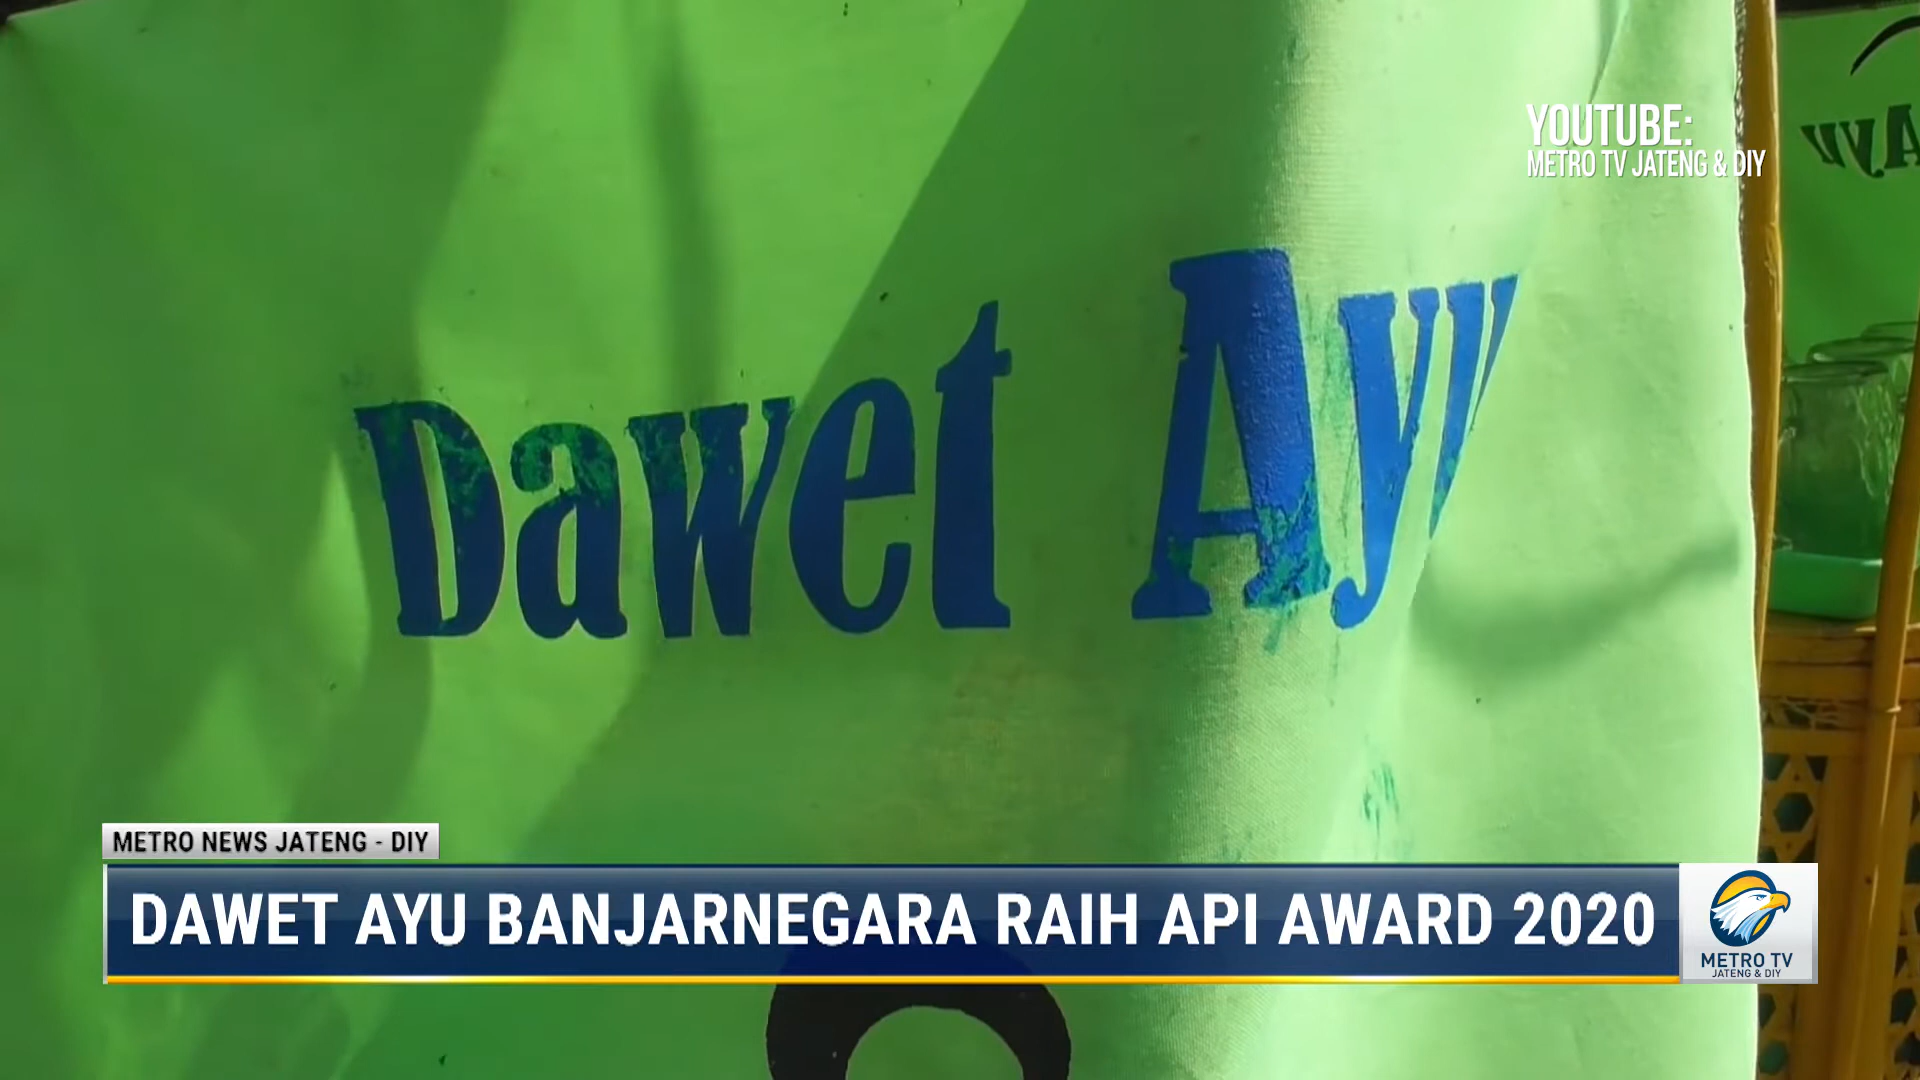 YOUTUBE:
METRO TV JATENG & DIY
Dawet Ayu
METRO NEWS JATENG - DIY
DAWET AYU BANJARNEGARA RAIH API AWARD 2020
METRO TV
JATENG & DIY